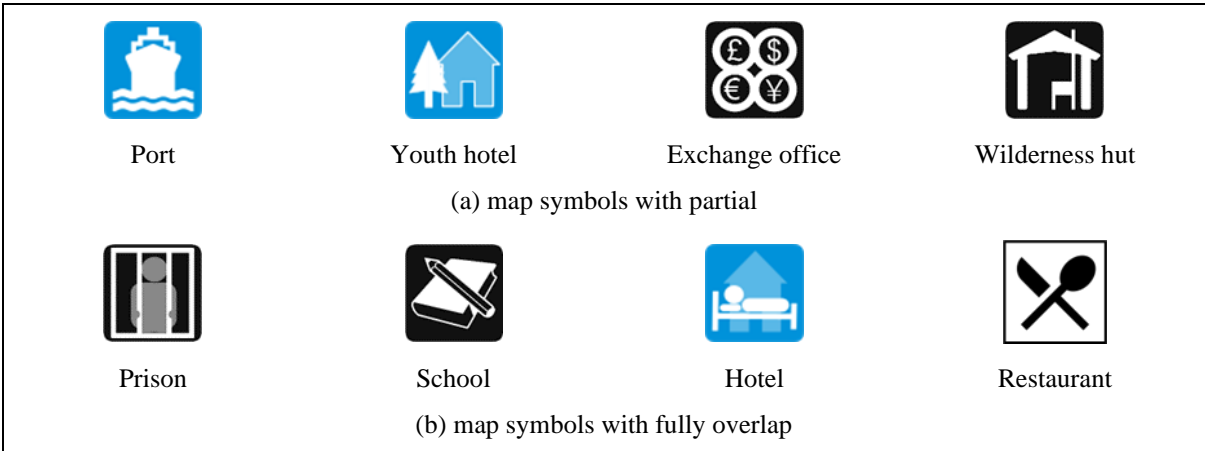 £ $
€ ¥
Port Youth hotel Exchange office Wilderness hut
(a) map symbols with partial
Prison School Hotel Restaurant
(b) map symbols with fully overlap